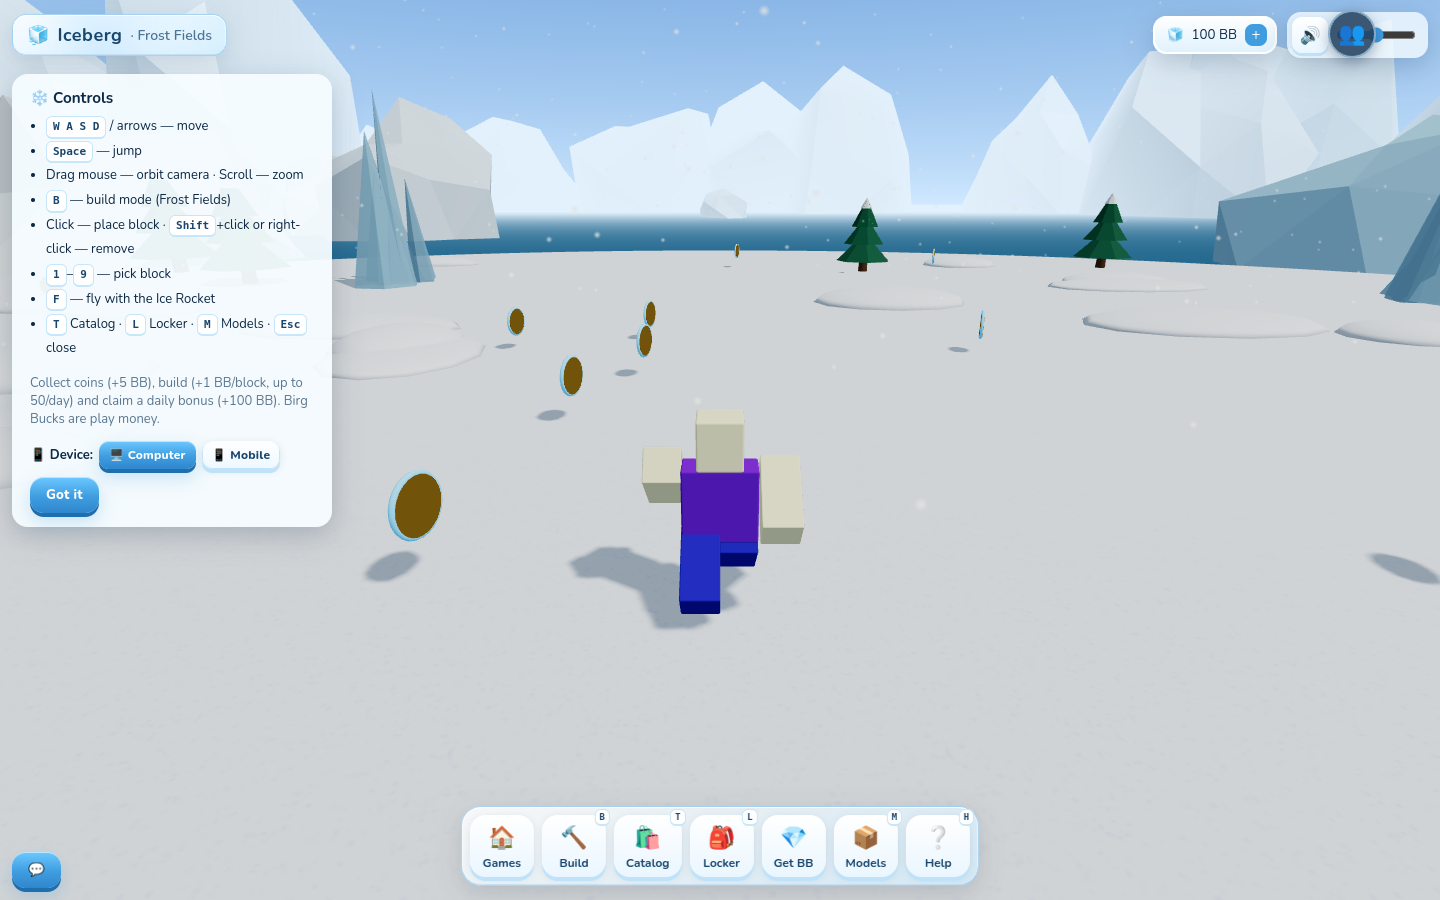 Iceberg · Frost Fields
100 BB +
Controls
W A S D / arrows — move
Space — jump
Drag mouse — orbit camera · Scroll — zoom
B — build mode (Frost Fields)
Click — place block · Shift+click or right-
click — remove
1–9 — pick block
F — fly with the Ice Rocket
T Catalog · L Locker · M Models · Esc
close
Collect coins (+5 BB), build (+1 BB/block, up to
50/day) and claim a daily bonus (+100 BB). Birg
Bucks are play money.
Device: Computer Mobile
Got it
B T L M H
Games Build Catalog Locker Get BB Models Help